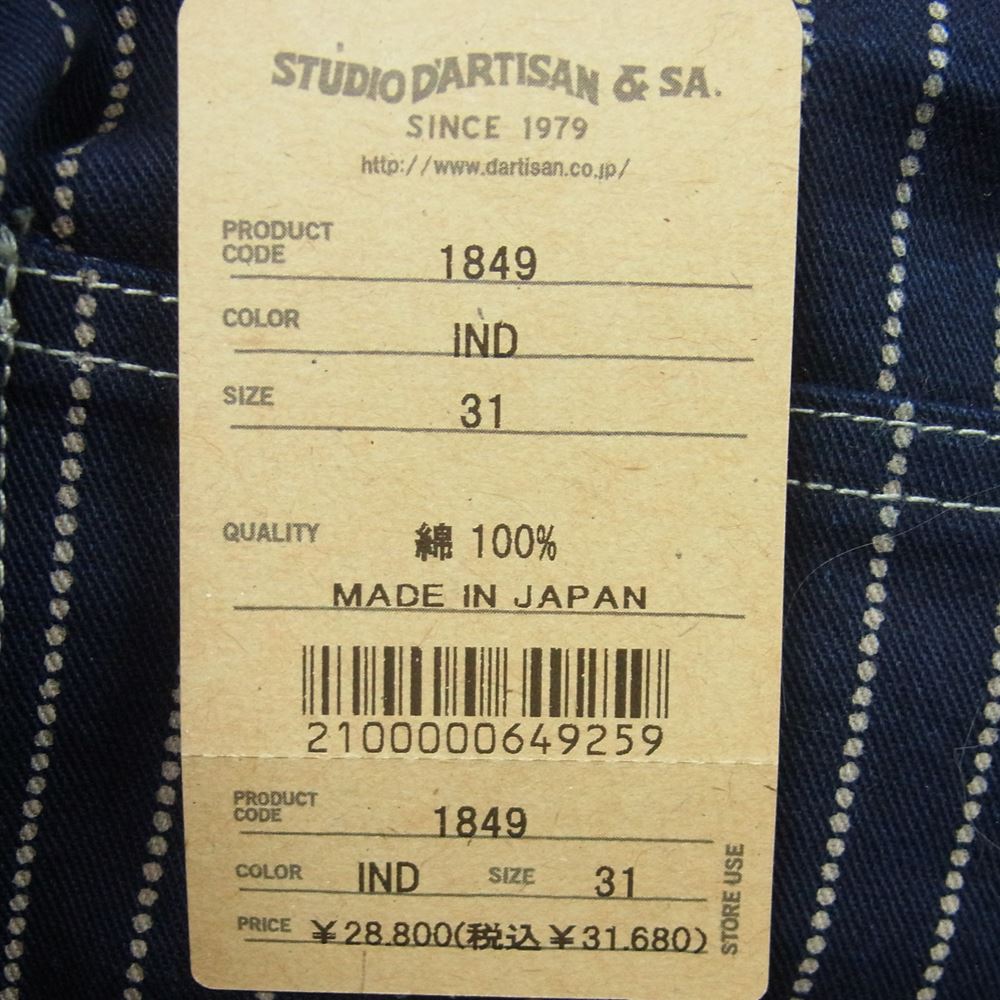 STUDIO D'ARTISAN & SA.
SINCE 1979
http://www.dartisan.co.jp/
PRODUCT CODE 1849
COLOR IND
SIZE 31
QUALITY 綿 100%
MADE IN JAPAN
2100000649259
PRODUCT CODE 1849
COLOR IND SIZE 31
PRICE ¥28.800(税込¥31.680)
STORE USE